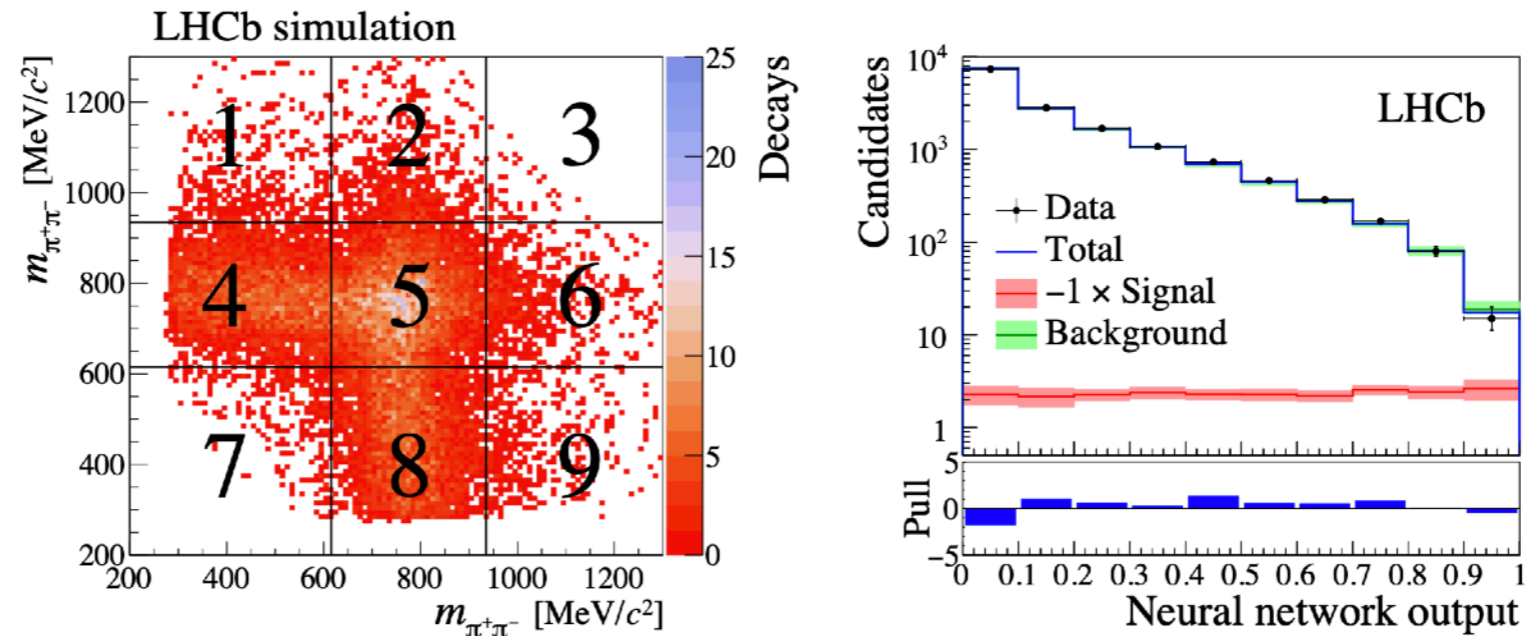 LHCb simulation
m_{π⁺π⁻} [MeV/c²]
1200
1000
800
600
400
200
1 2 3
4 5 6
7 8 9
200 400 600 800 1000 1200
m_{π⁺π⁻} [MeV/c²]
Decays
25
20
15
10
5
0
Candidates
10⁴
10³
10²
10
1
LHCb
Data
Total
−1 × Signal
Background
Pull
5
0
−5
0 0.1 0.2 0.3 0.4 0.5 0.6 0.7 0.8 0.9 1
Neural network output